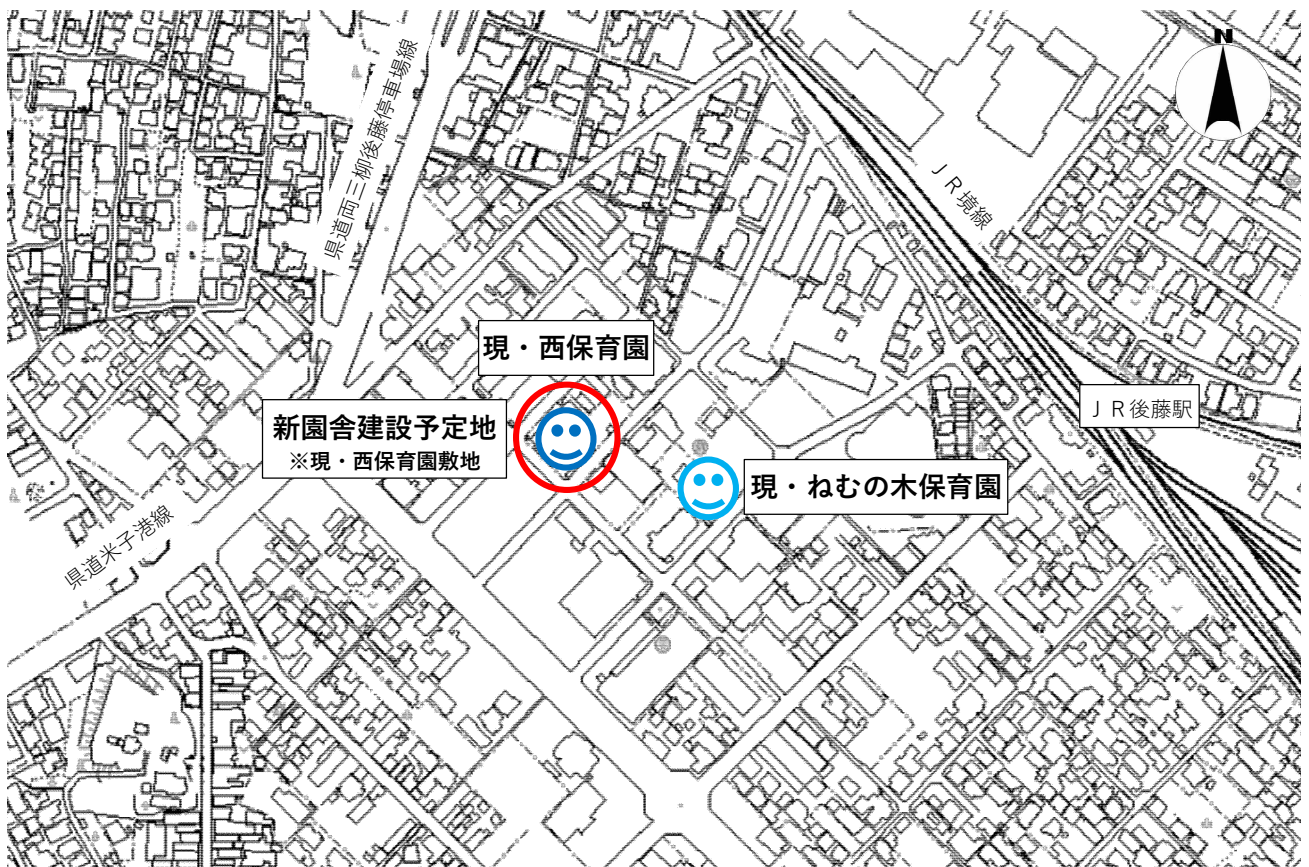 N
県道両三柳後藤停車場線
ＪＲ境線
現・西保育園
ＪＲ後藤駅
新園舎建設予定地
※現・西保育園敷地
現・ねむの木保育園
県道米子港線